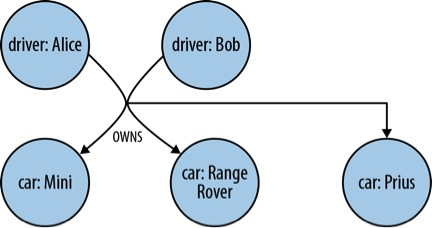 driver: Alice
driver: Bob
OWNS
car: Mini
car: Range
Rover
car: Prius